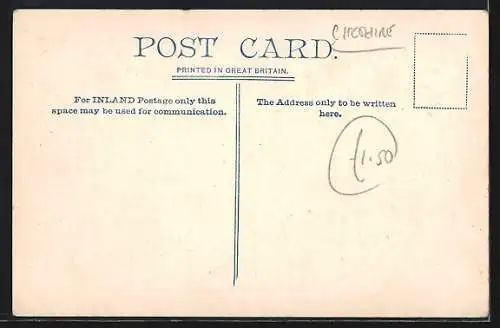 CHESHIRE
POST CARD.
PRINTED IN GREAT BRITAIN.
For INLAND Postage only this
space may be used for communication.
The Address only to be written
here.
£1.50